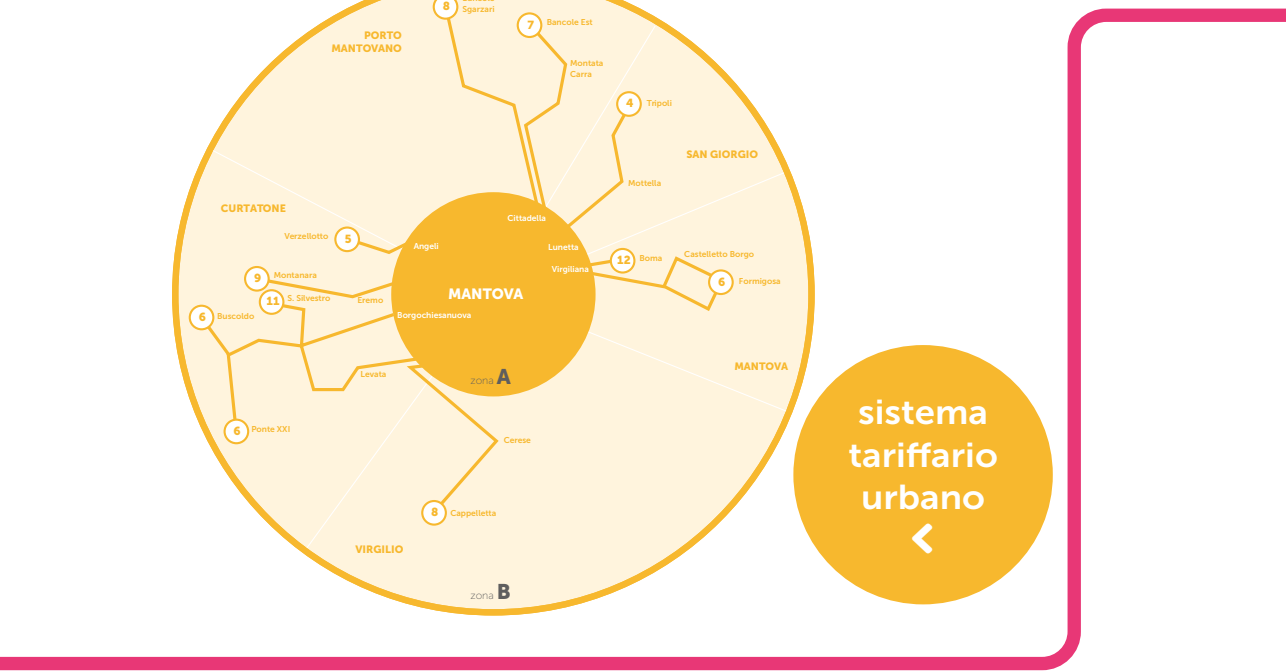 8
Sgarzari
7
Bancole Est
PORTO
MANTOVANO
Montata
Carra
4
Tripoli
SAN GIORGIO
Mottella
CURTATONE
Cittadella
Verzellotto
5
Angeli
Lunetta
12
Boma
Castelletto Borgo
Virgiliana
9
Montanara
6
Formigosa
11
S. Silvestro
Eremo
MANTOVA
6
Buscoldo
Borgochiesanuova
MANTOVA
Levata
zona A
6
Ponte XXI
Cerese
8
Cappelletta
VIRGILIO
zona B
sistema
tariffario
urbano